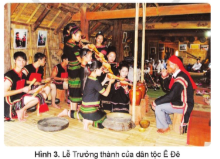 Hình 3. Lễ Trưởng thành của dân tộc Ê Đê